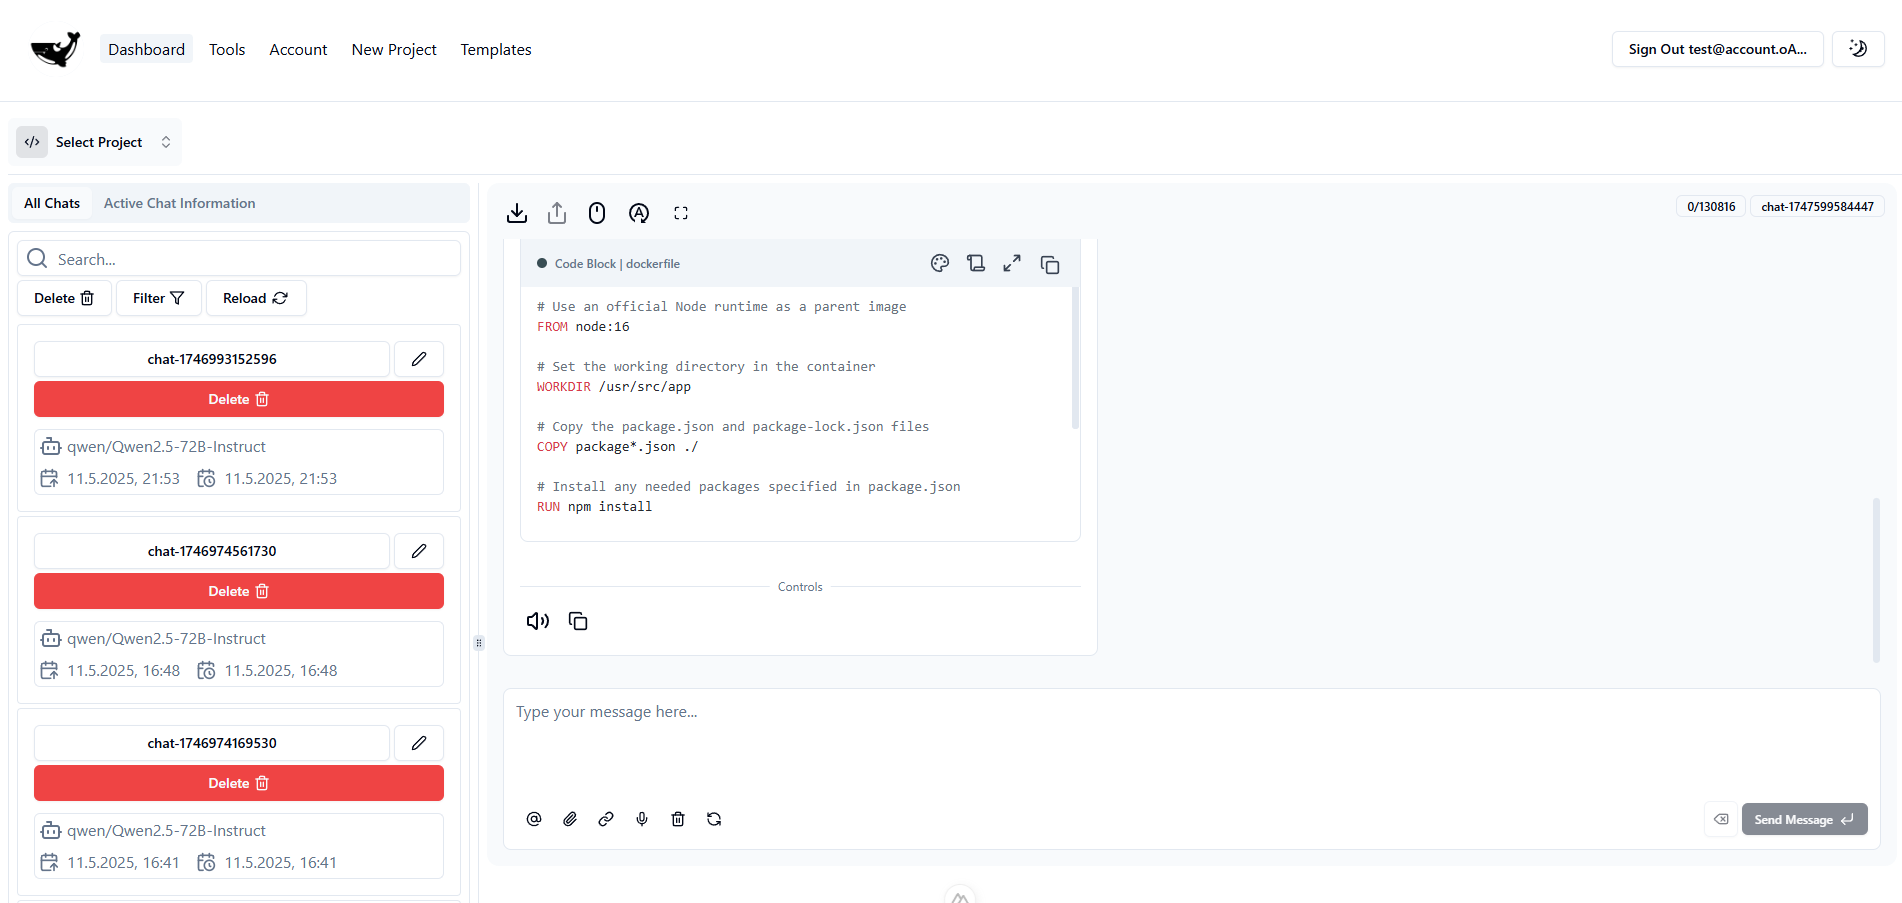 Dashboard
Tools
Account
New Project
Templates
Sign Out test@account.oA...
Select Project
All Chats
Active Chat Information
Search...
Delete
Filter
Reload
chat-1746993152596
Delete
qwen/Qwen2.5-72B-Instruct
11.5.2025, 21:53
11.5.2025, 21:53
chat-1746974561730
Delete
qwen/Qwen2.5-72B-Instruct
11.5.2025, 16:48
11.5.2025, 16:48
chat-1746974169530
Delete
qwen/Qwen2.5-72B-Instruct
11.5.2025, 16:41
11.5.2025, 16:41
0/130816
chat-1747599584447
Code Block | dockerfile
# Use an official Node runtime as a parent image
FROM node:16
# Set the working directory in the container
WORKDIR /usr/src/app
# Copy the package.json and package-lock.json files
COPY package*.json ./
# Install any needed packages specified in package.json
RUN npm install
Controls
Type your message here...
Send Message